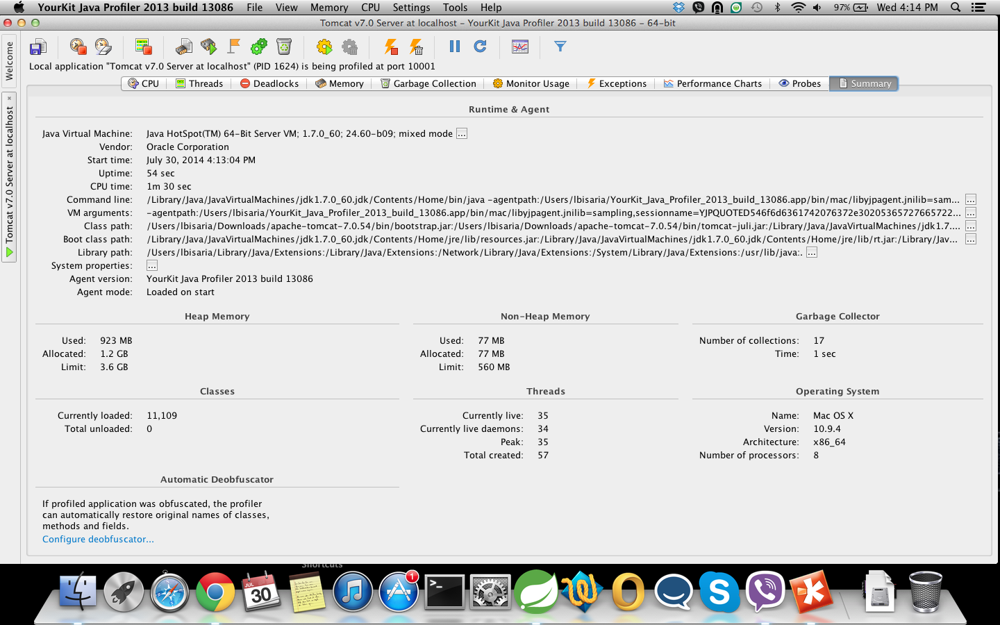 YourKit Java Profiler 2013 build 13086 File View Memory CPU Settings Tools Help 97% Wed 4:14 PM
Tomcat v7.0 Server at localhost - YourKit Java Profiler 2013 build 13086 - 64-bit
Welcome
Tomcat v7.0 Server at localhost
Local application "Tomcat v7.0 Server at localhost" (PID 1624) is being profiled at port 10001
CPU Threads Deadlocks Memory Garbage Collection Monitor Usage Exceptions Performance Charts Probes Summary
Runtime & Agent
Java Virtual Machine: Java HotSpot(TM) 64-Bit Server VM; 1.7.0_60; 24.60-b09; mixed mode ...
Vendor: Oracle Corporation
Start time: July 30, 2014 4:13:04 PM
Uptime: 54 sec
CPU time: 1m 30 sec
Command line: /Library/Java/JavaVirtualMachines/jdk1.7.0_60.jdk/Contents/Home/bin/java -agentpath:/Users/lbisaria/YourKit_Java_Profiler_2013_build_13086.app/bin/mac/libyjpagent.jnilib=sam... ...
VM arguments: -agentpath:/Users/lbisaria/YourKit_Java_Profiler_2013_build_13086.app/bin/mac/libyjpagent.jnilib=sampling,sessionname=YJPQUOTED546f6d6361742076372e302053657276657​22... ...
Class path: /Users/lbisaria/Downloads/apache-tomcat-7.0.54/bin/bootstrap.jar:/Users/lbisaria/Downloads/apache-tomcat-7.0.54/bin/tomcat-juli.jar:/Library/Java/JavaVirtualMachines/jdk1.7.... ...
Boot class path: /Library/Java/JavaVirtualMachines/jdk1.7.0_60.jdk/Contents/Home/jre/lib/resources.jar:/Library/Java/JavaVirtualMachines/jdk1.7.0_60.jdk/Contents/Home/jre/lib/rt.jar:/Library/Jav... ...
Library path: /Users/lbisaria/Library/Java/Extensions:/Library/Java/Extensions:/Network/Library/Java/Extensions:/System/Library/Java/Extensions:/usr/lib/java:. ...
System properties: ...
Agent version: YourKit Java Profiler 2013 build 13086
Agent mode: Loaded on start
Heap Memory
Used: 923 MB
Allocated: 1.2 GB
Limit: 3.6 GB
Non-Heap Memory
Used: 77 MB
Allocated: 77 MB
Limit: 560 MB
Garbage Collector
Number of collections: 17
Time: 1 sec
Classes
Currently loaded: 11,109
Total unloaded: 0
Threads
Currently live: 35
Currently live daemons: 34
Peak: 35
Total created: 57
Operating System
Name: Mac OS X
Version: 10.9.4
Architecture: x86_64
Number of processors: 8
Automatic Deobfuscator
If profiled application was obfuscated, the profiler
can automatically restore original names of classes,
methods and fields.
Configure deobfuscator...
Shortcuts
JUL
30
1